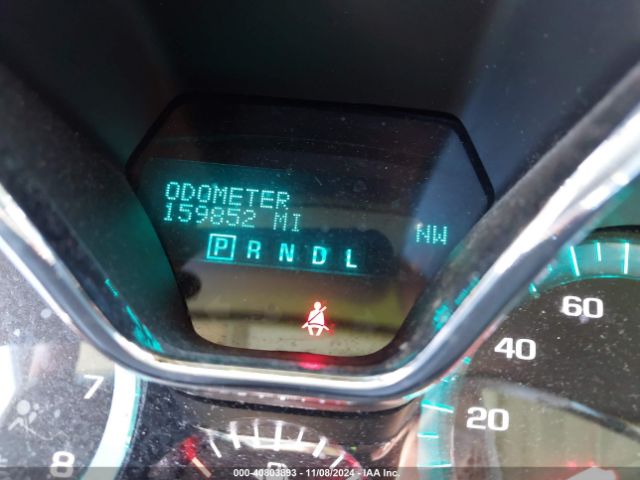 ODOMETER
159852 MI
NW
P R N D L
60
40
20
7
8
000-40803893 - 11/08/2024 - IAA Inc.